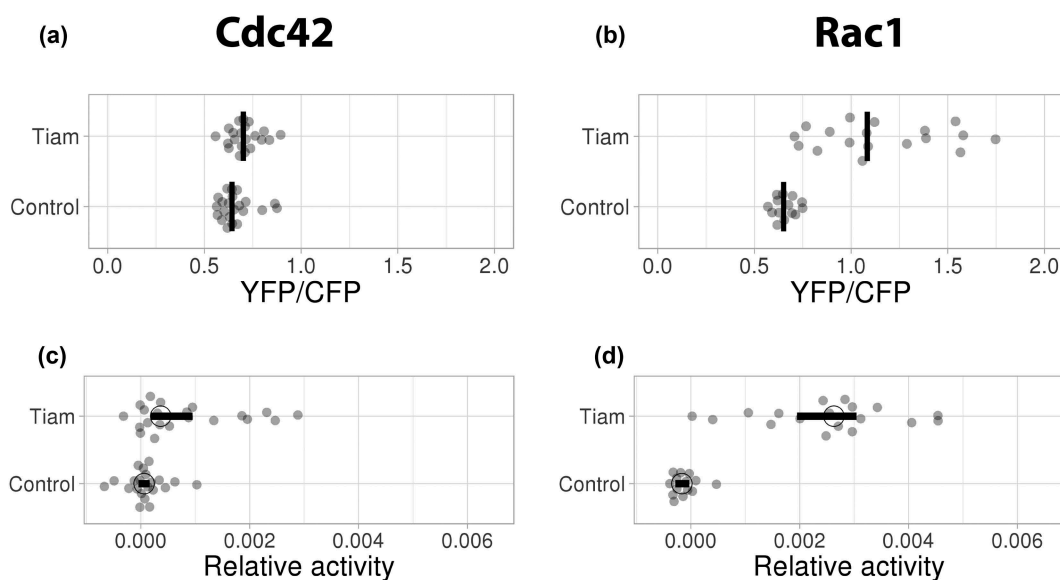 (a) Cdc42
Tiam
Control
0.0 0.5 1.0 1.5 2.0
YFP/CFP
(b) Rac1
Tiam
Control
0.0 0.5 1.0 1.5 2.0
YFP/CFP
(c)
Tiam
Control
0.000 0.002 0.004 0.006
Relative activity
(d)
Tiam
Control
0.000 0.002 0.004 0.006
Relative activity